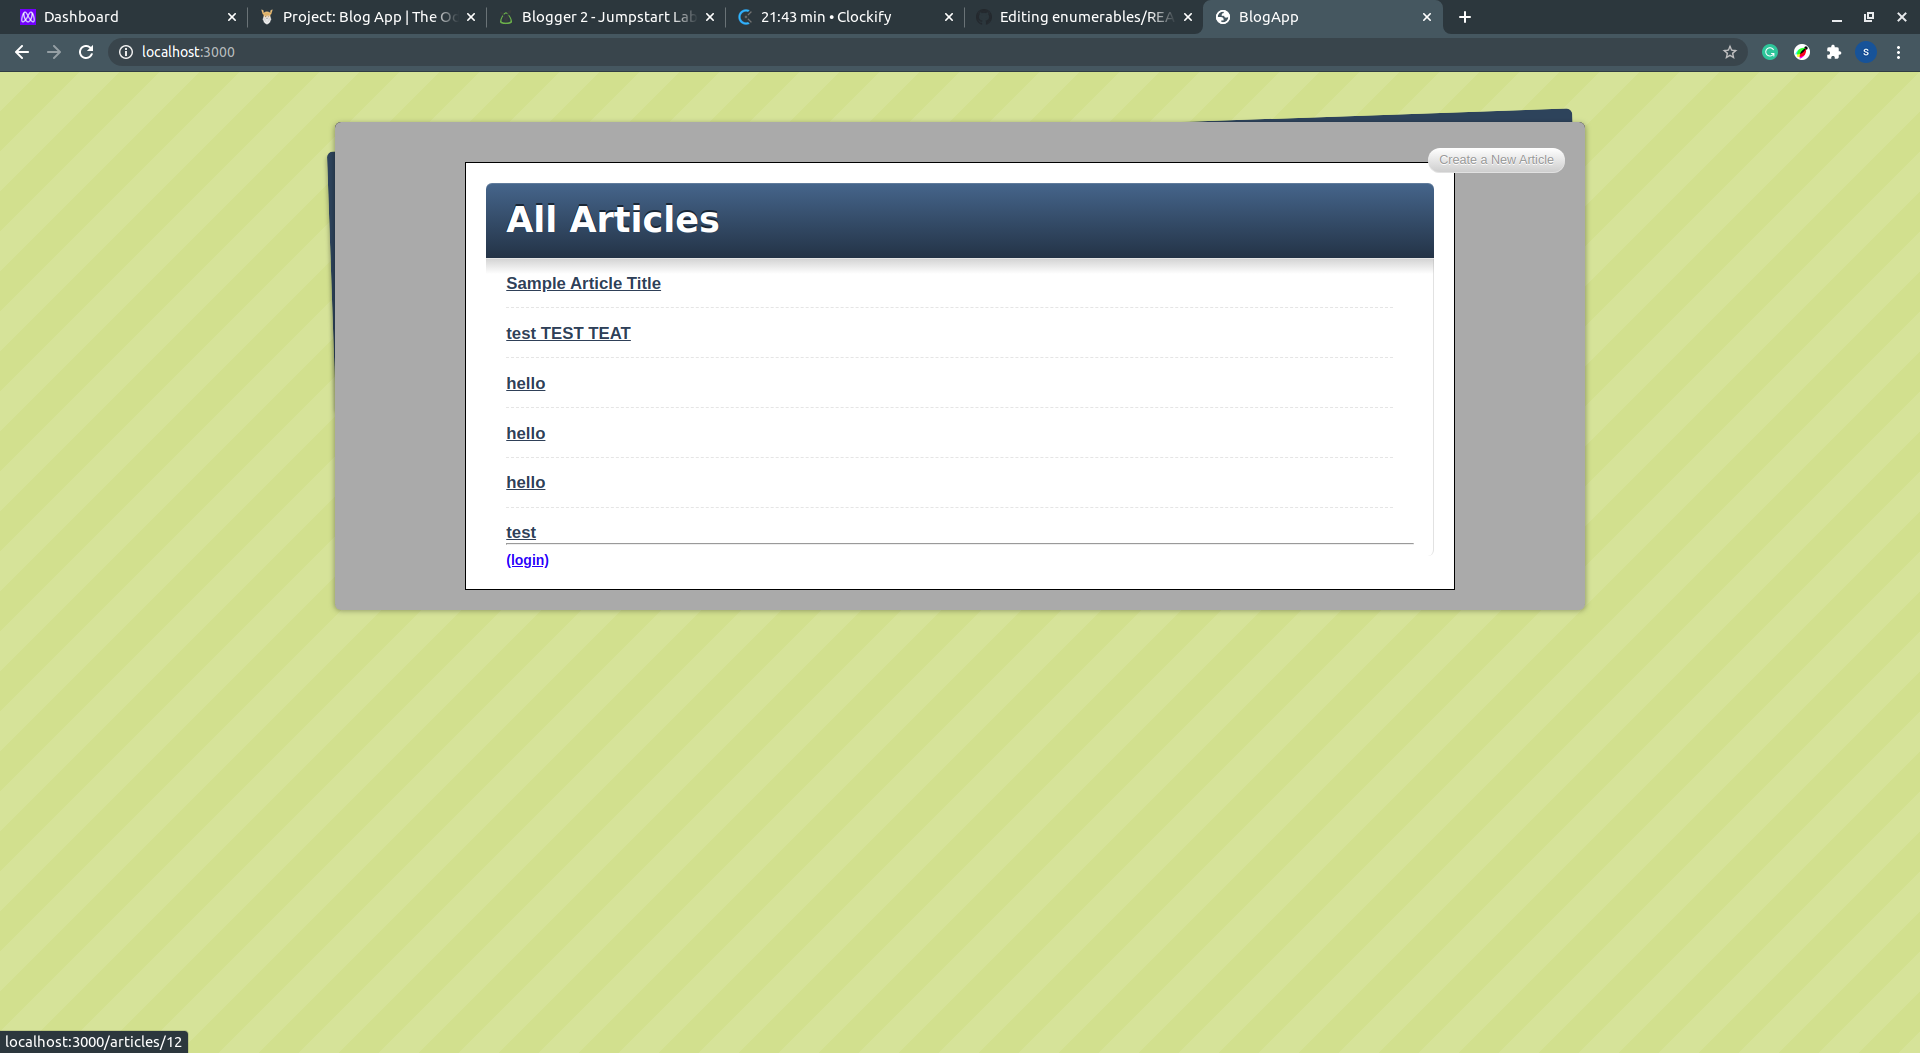 Dashboard
Project: Blog App | The Oc
Blogger 2 - Jumpstart Lab
21:43 min • Clockify
Editing enumerables/REA
BlogApp
localhost:3000
S
Create a New Article
All Articles
Sample Article Title
test TEST TEAT
hello
hello
hello
test
(login)
localhost:3000/articles/12